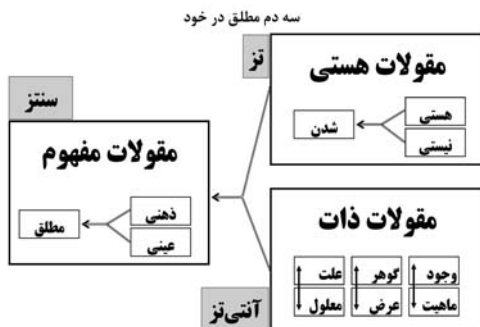 سه دم مطلق در خود
تز
مقولات هستی
هستی
نیستی
شدن
سنتز
مقولات مفهوم
ذهنی
عینی
مطلق
مقولات ذات
وجود
ماهیت
گوهر
عرض
علت
معلول
آنتی‌تز